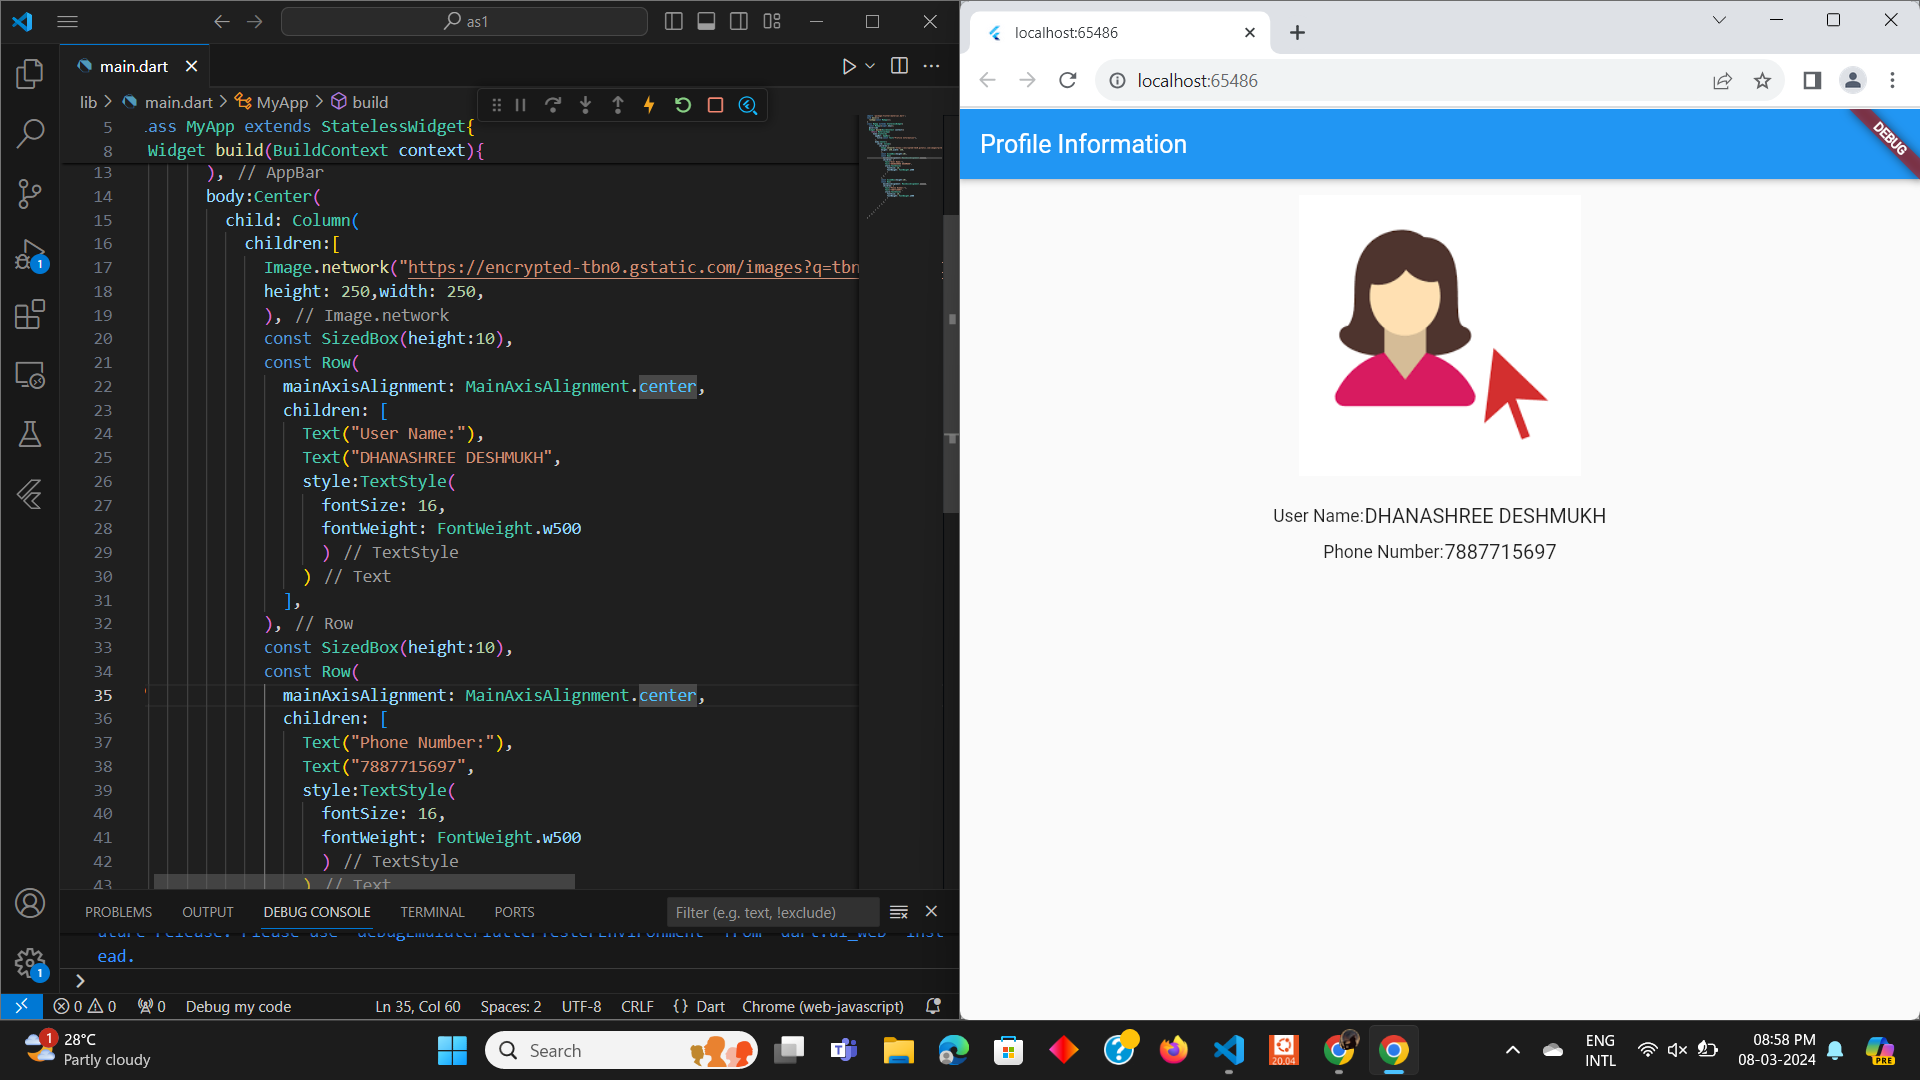 as1
main.dart
lib > main.dart > MyApp > build
5 ass MyApp extends StatelessWidget{
8 Widget build(BuildContext context){
13 ), // AppBar
14 body:Center(
15 child: Column(
16 children:[
17 Image.network("https://encrypted-tbn0.gstatic.com/images?q=tbn
18 height: 250,width: 250,
19 ), // Image.network
20 const SizedBox(height:10),
21 const Row(
22 mainAxisAlignment: MainAxisAlignment.center,
23 children: [
24 Text("User Name:"),
25 Text("DHANASHREE DESHMUKH",
26 style:TextStyle(
27 fontSize: 16,
28 fontWeight: FontWeight.w500
29 ) // TextStyle
30 ) // Text
31 ],
32 ), // Row
33 const SizedBox(height:10),
34 const Row(
35 mainAxisAlignment: MainAxisAlignment.center,
36 children: [
37 Text("Phone Number:"),
38 Text("7887715697",
39 style:TextStyle(
40 fontSize: 16,
41 fontWeight: FontWeight.w500
42 ) // TextStyle
43 ) // Text
1
1
PROBLEMS OUTPUT DEBUG CONSOLE TERMINAL PORTS Filter (e.g. text, !exclude)
ead.
0 0 0 Debug my code Ln 35, Col 60 Spaces: 2 UTF-8 CRLF {} Dart Chrome (web-javascript)
localhost:65486
localhost:65486
Profile Information
DEBUG
User Name:DHANASHREE DESHMUKH
Phone Number:7887715697
1
28°C
Partly cloudy
Search
20.04
ENG
INTL
08:58 PM
08-03-2024
PRE